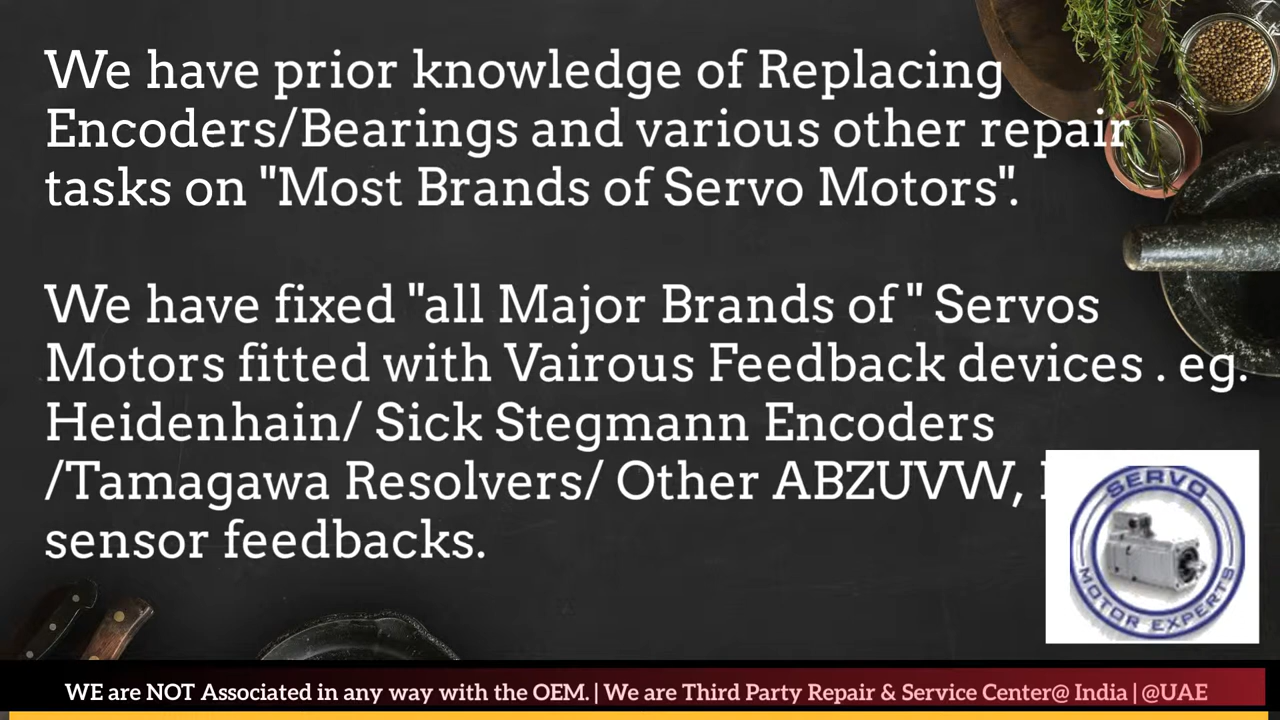 We have prior knowledge of Replacing
Encoders/Bearings and various other repair
tasks on "Most Brands of Servo Motors".
We have fixed "all Major Brands of " Servos
Motors fitted with Vairous Feedback devices . eg.
Heidenhain/ Sick Stegmann Encoders
/Tamagawa Resolvers/ Other ABZUVW,
sensor feedbacks.
SERVO
MOTOR EXPERTS
WE are NOT Associated in any way with the OEM. | We are Third Party Repair & Service Center@ India | @UAE